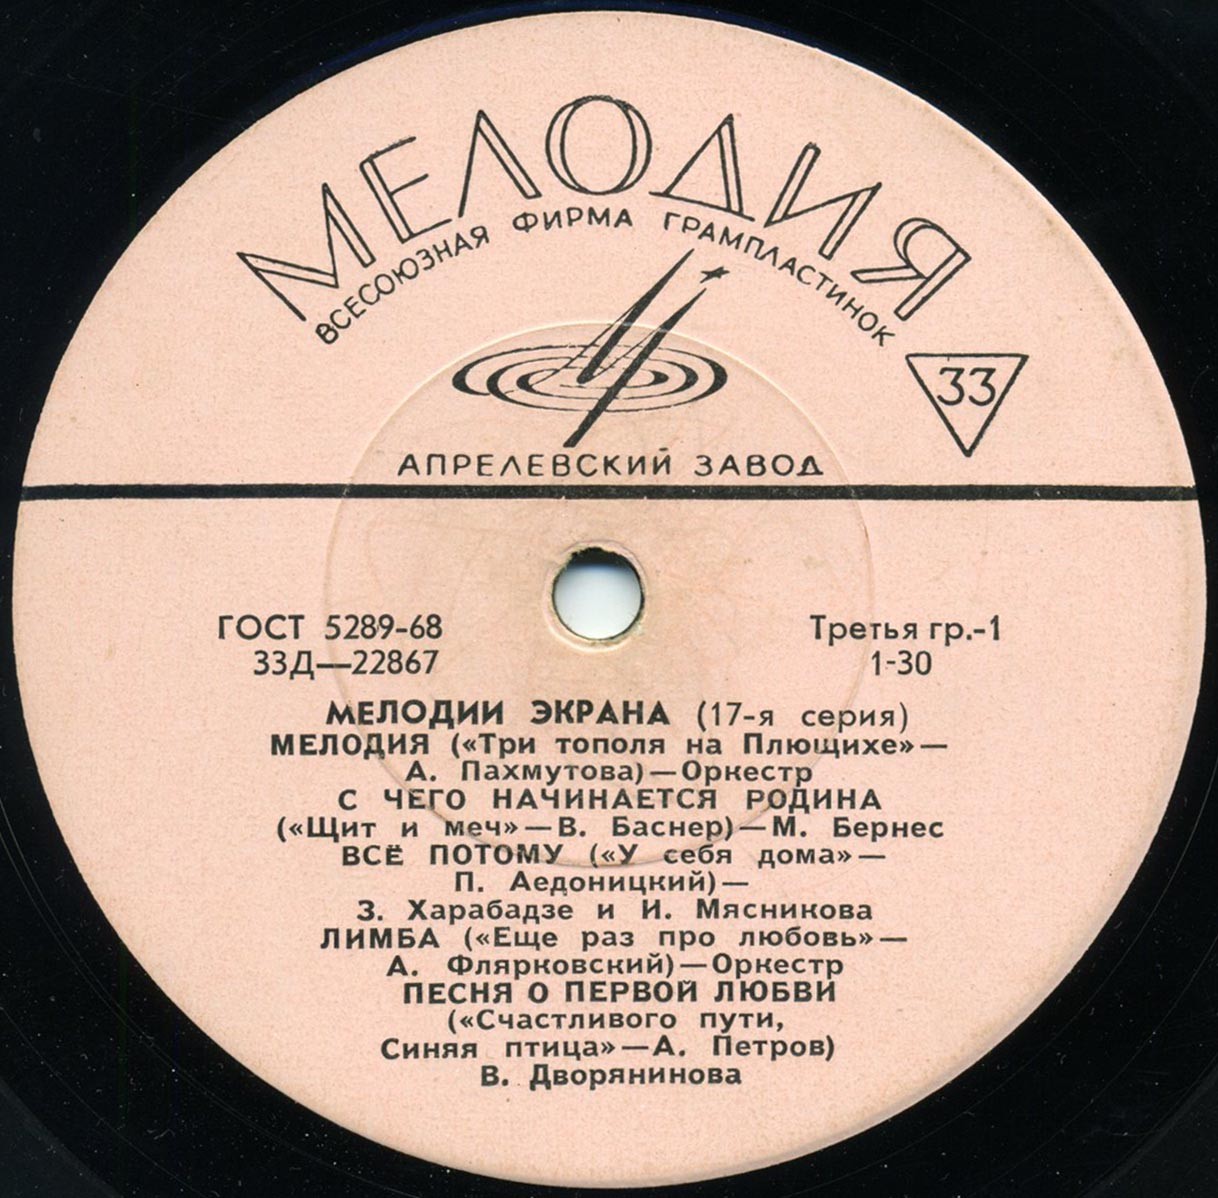 МЕЛОДИЯ
ВСЕСОЮЗНАЯ ФИРМА ГРАМПЛАСТИНОК
33
АПРЕЛЕВСКИЙ ЗАВОД
ГОСТ 5289-68
Третья гр.-1
33Д—22867
1-30
МЕЛОДИИ ЭКРАНА (17-я серия)
МЕЛОДИЯ («Три тополя на Плющихе»—
А. Пахмутова)—Оркестр
С ЧЕГО НАЧИНАЕТСЯ РОДИНА
(«Щит и меч»—В. Баснер)—М. Бернес
ВСЁ ПОТОМУ («У себя дома»—
П. Аедоницкий)—
З. Харабадзе и И. Мясникова
ЛИМБА («Еще раз про любовь»—
А. Флярковский)—Оркестр
ПЕСНЯ О ПЕРВОЙ ЛЮБВИ
(«Счастливого пути,
Синяя птица»—А. Петров)
В. Дворянинова